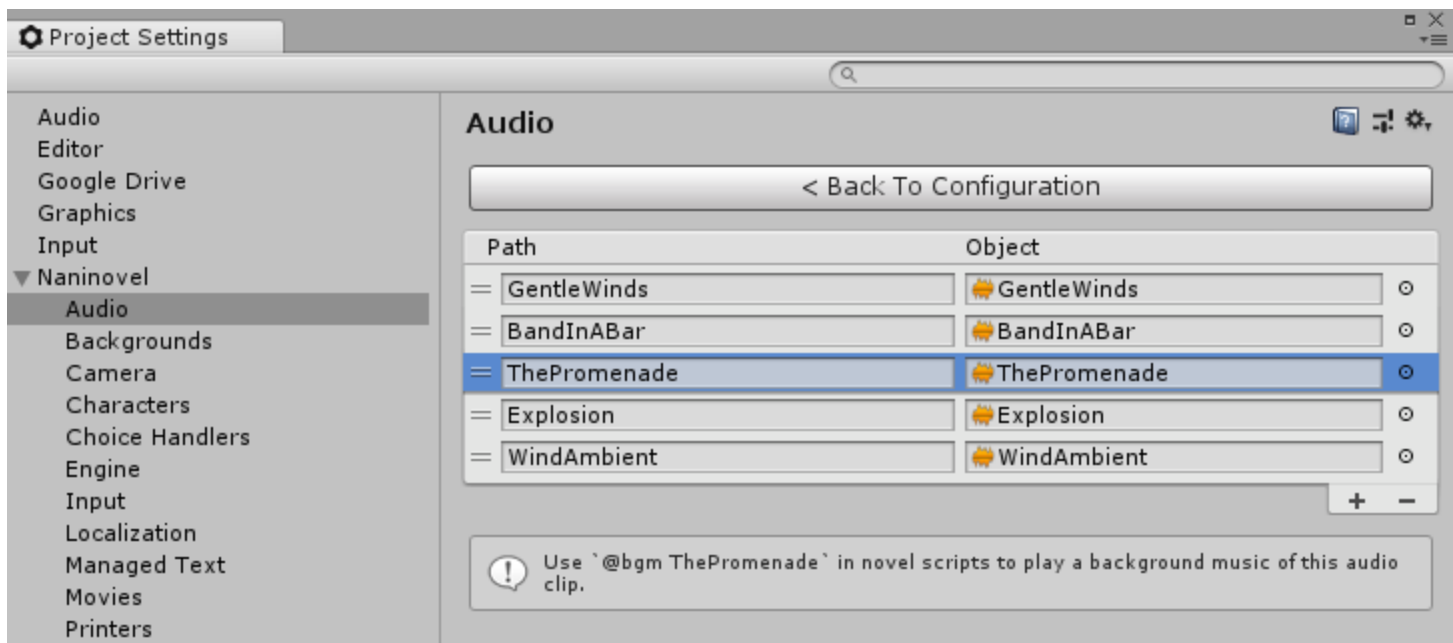 Project Settings
Audio
Editor
Google Drive
Graphics
Input
Naninovel
Audio
Backgrounds
Camera
Characters
Choice Handlers
Engine
Input
Localization
Managed Text
Movies
Printers
Audio
< Back To Configuration
Path Object
GentleWinds GentleWinds
BandInABar BandInABar
ThePromenade ThePromenade
Explosion Explosion
WindAmbient WindAmbient
+ −
Use `@bgm ThePromenade` in novel scripts to play a background music of this audio
clip.